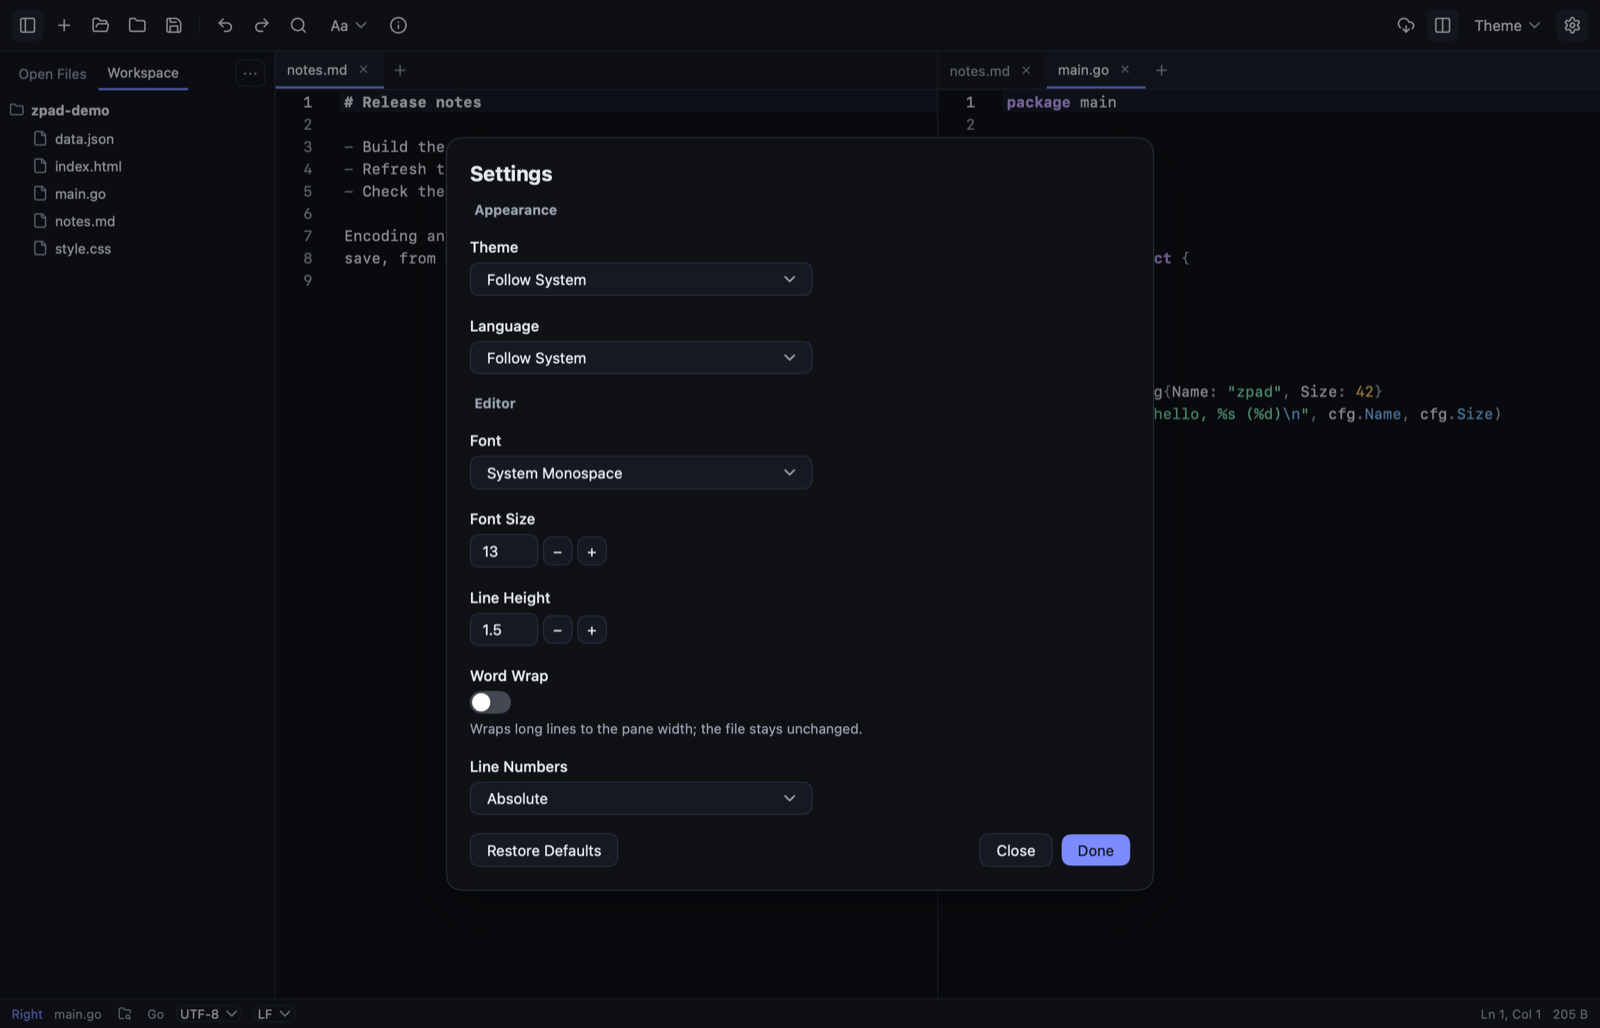 Aa
Theme
Open Files
Workspace
zpad-demo
data.json
index.html
main.go
notes.md
style.css
notes.md
1 # Release notes
2
3 - Build the
4 - Refresh t
5 - Check the
6
7 Encoding an
8 save, from
9
notes.md
main.go
1 package main
2
ct {
g{Name: "zpad", Size: 42}
hello, %s (%d)\n", cfg.Name, cfg.Size)
Settings
Appearance
Theme
Follow System
Language
Follow System
Editor
Font
System Monospace
Font Size
13 − +
Line Height
1.5 − +
Word Wrap
Wraps long lines to the pane width; the file stays unchanged.
Line Numbers
Absolute
Restore Defaults
Close
Done
Right main.go Go UTF-8 LF
Ln 1, Col 1 205 B